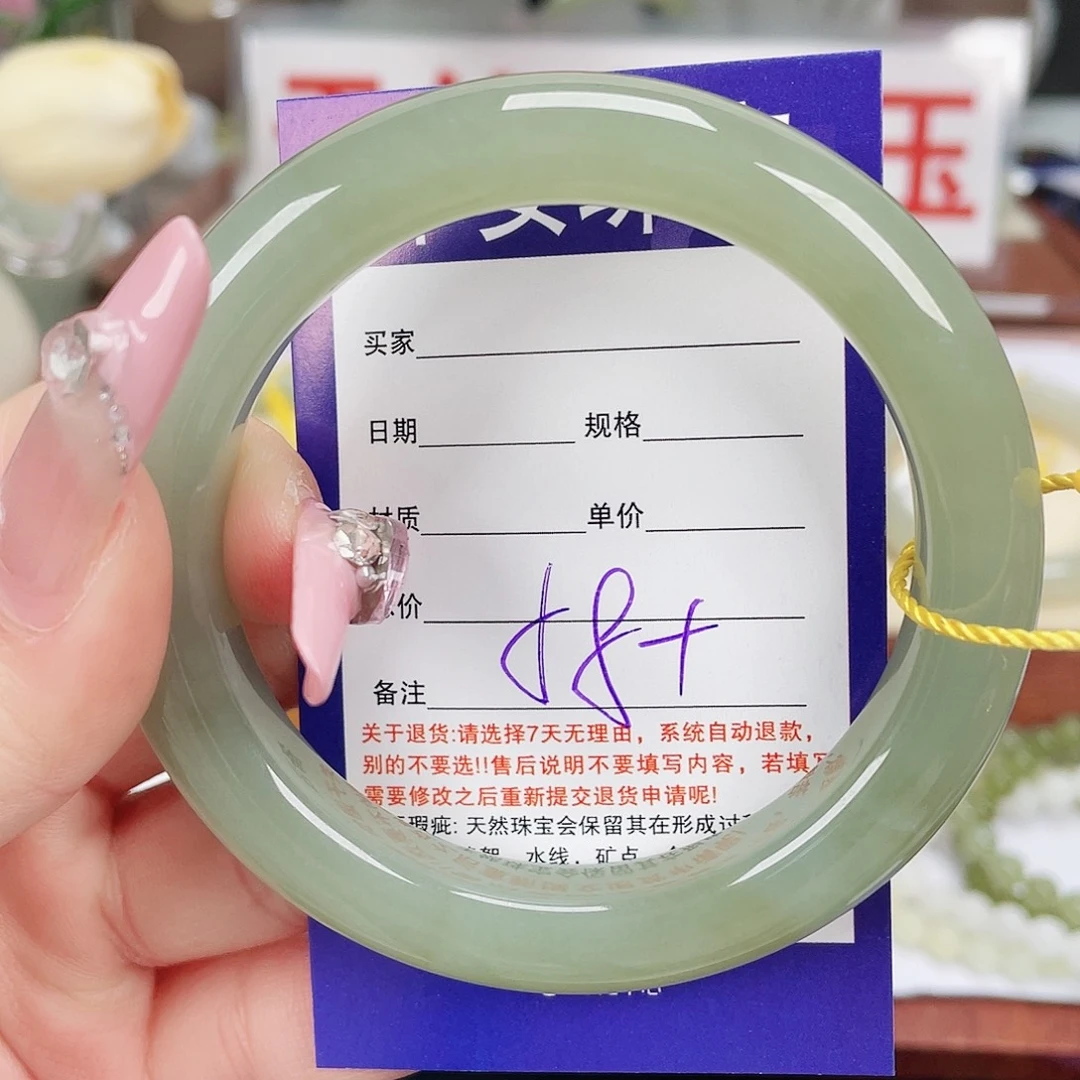 玉
买家
日期 规格
质 单价
价
58+
备注
关于退货:请选择7天无理由，系统自动退款，
别的不要选!!售后说明不要填写内容，若填写
需要修改之后重新提交退货申请呢!
瑕疵: 天然珠宝会保留其在形成过
水线，矿点